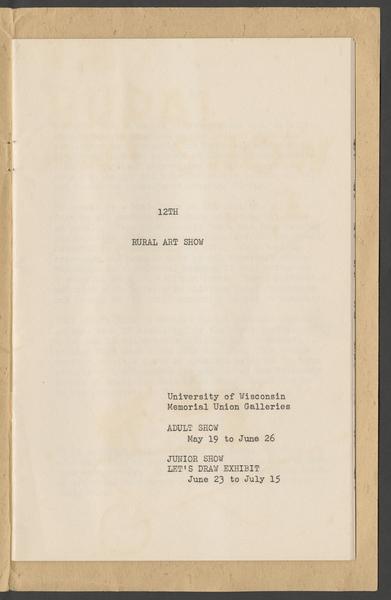 12TH
RURAL ART SHOW
University of Wisconsin
Memorial Union Galleries
ADULT SHOW
May 19 to June 26
JUNIOR SHOW
LET'S DRAW EXHIBIT
June 23 to July 15